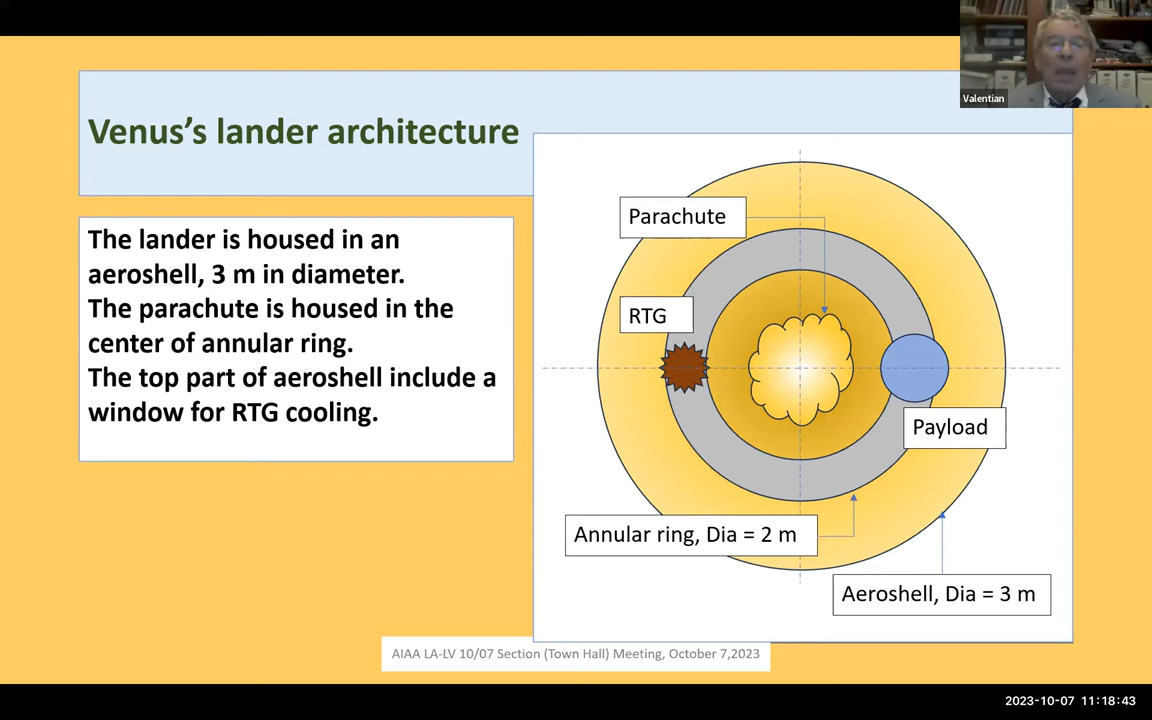 Valentian
Venus’s lander architecture
The lander is housed in an
aeroshell, 3 m in diameter.
The parachute is housed in the
center of annular ring.
The top part of aeroshell include a
window for RTG cooling.
Parachute
RTG
Payload
Annular ring, Dia = 2 m
Aeroshell, Dia = 3 m
AIAA LA-LV 10/07 Section (Town Hall) Meeting, October 7,2023
2023-10-07 11:18:43